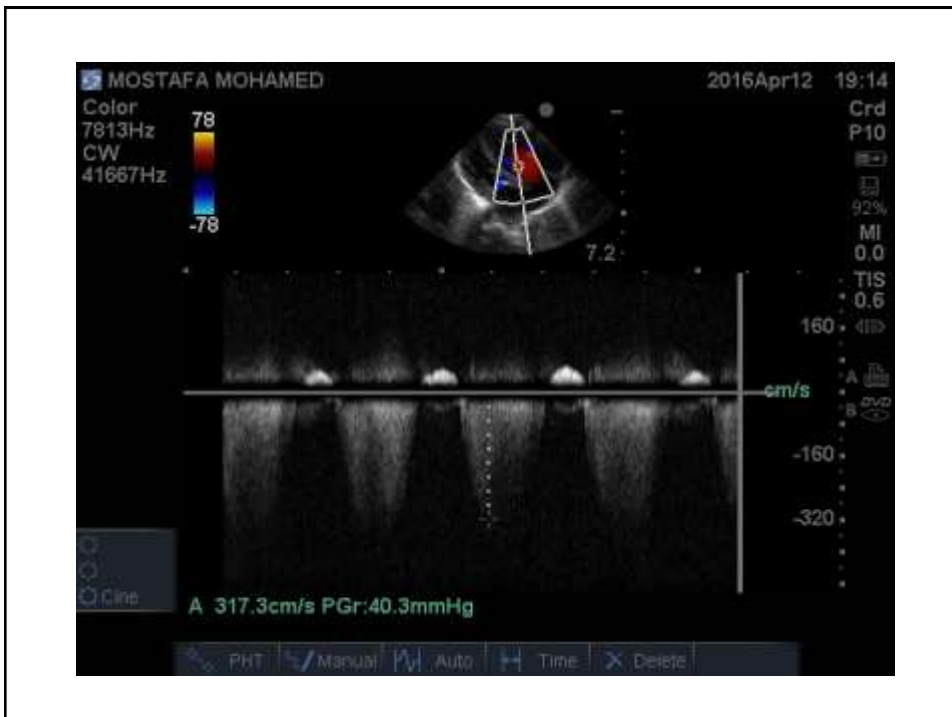 MOSTAFA MOHAMED 2016Apr12 19:14
Color
7813Hz
CW
41667Hz
78
-78
Crd
P10
92%
MI
0.0
TIS
0.6
7.2
160
A
cm/s
DVD
B
-160
-320
Cine
A 317.3cm/s PGr:40.3mmHg
PHT Manual Auto Time Delete